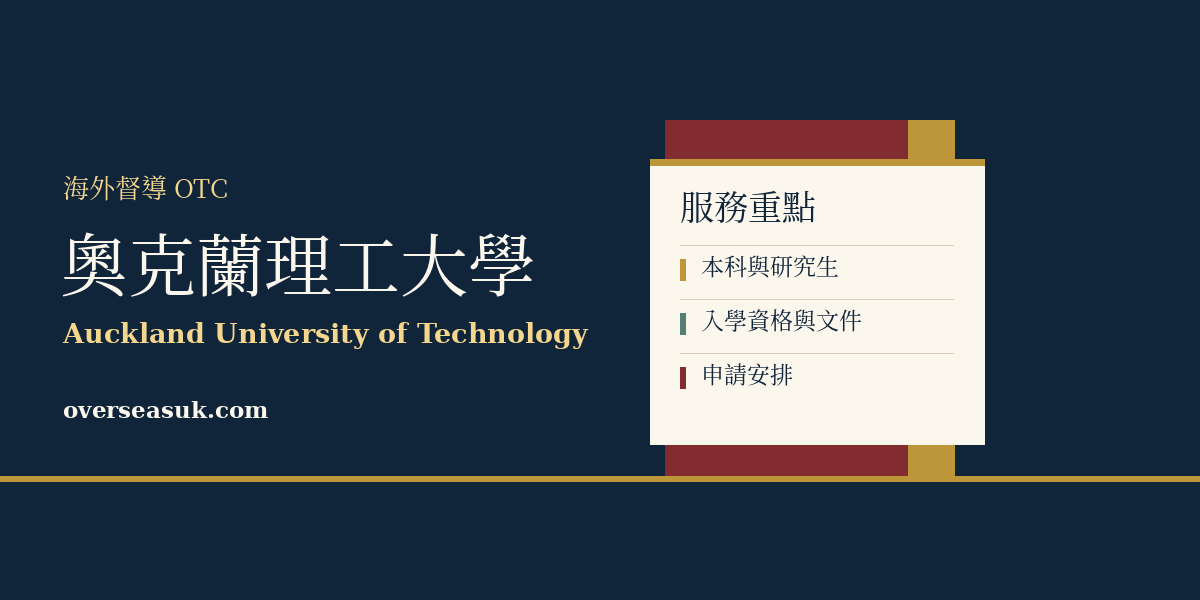 海外督導 OTC
奧克蘭理工大學
Auckland University of Technology
overseasuk.com
服務重點
本科與研究生
入學資格與文件
申請安排